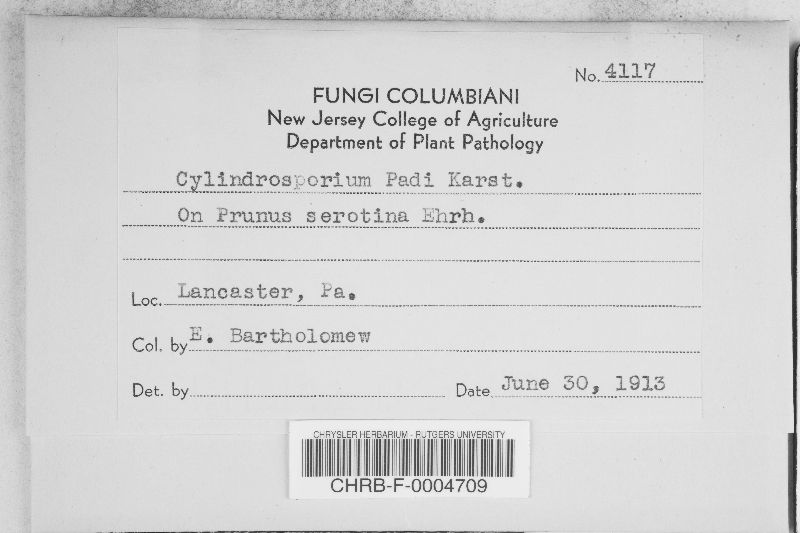 No. 4117
FUNGI COLUMBIANI
New Jersey College of Agriculture
Department of Plant Pathology
Cylindrosporium Padi Karst.
On Prunus serotina Ehrh.
Loc. Lancaster, Pa.
Col. by E. Bartholomew
Det. by Date June 30, 1913
CHRYSLER HERBARIUM - RUTGERS UNIVERSITY
CHRB-F-0004709